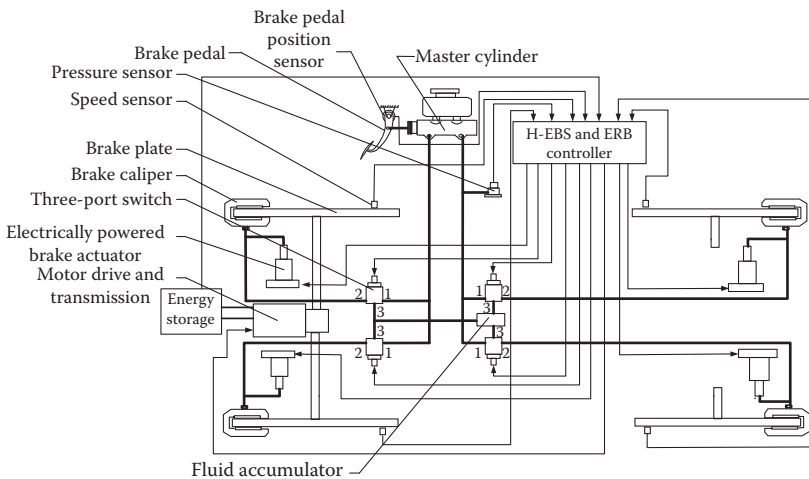 Brake pedal
position
sensor
Brake pedal
Master cylinder
Pressure sensor
Speed sensor
H-EBS and ERB
controller
Brake plate
Brake caliper
Three-port switch
Electrically powered
brake actuator
Motor drive and
transmission
Energy
storage
2 1
1 2
3
3
3
3
2 1
1 2
Fluid accumulator